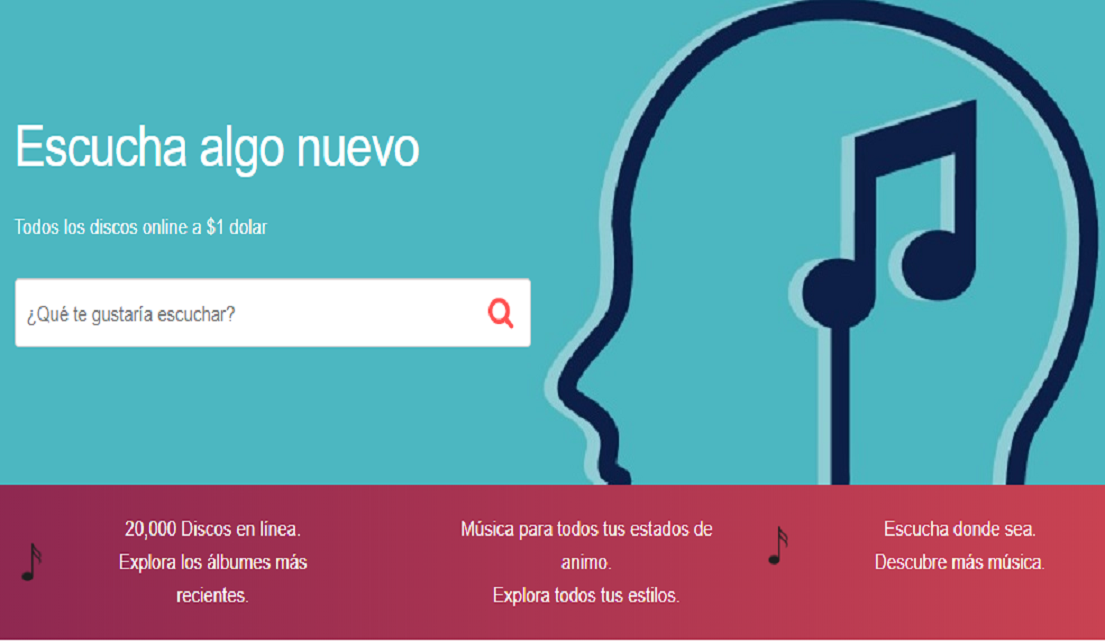 Escucha algo nuevo
Todos los discos online a $1 dolar
¿Qué te gustaría escuchar?
20,000 Discos en línea.
Explora los álbumes más
recientes.
Música para todos tus estados de
animo.
Explora todos tus estilos.
Escucha donde sea.
Descubre más música.